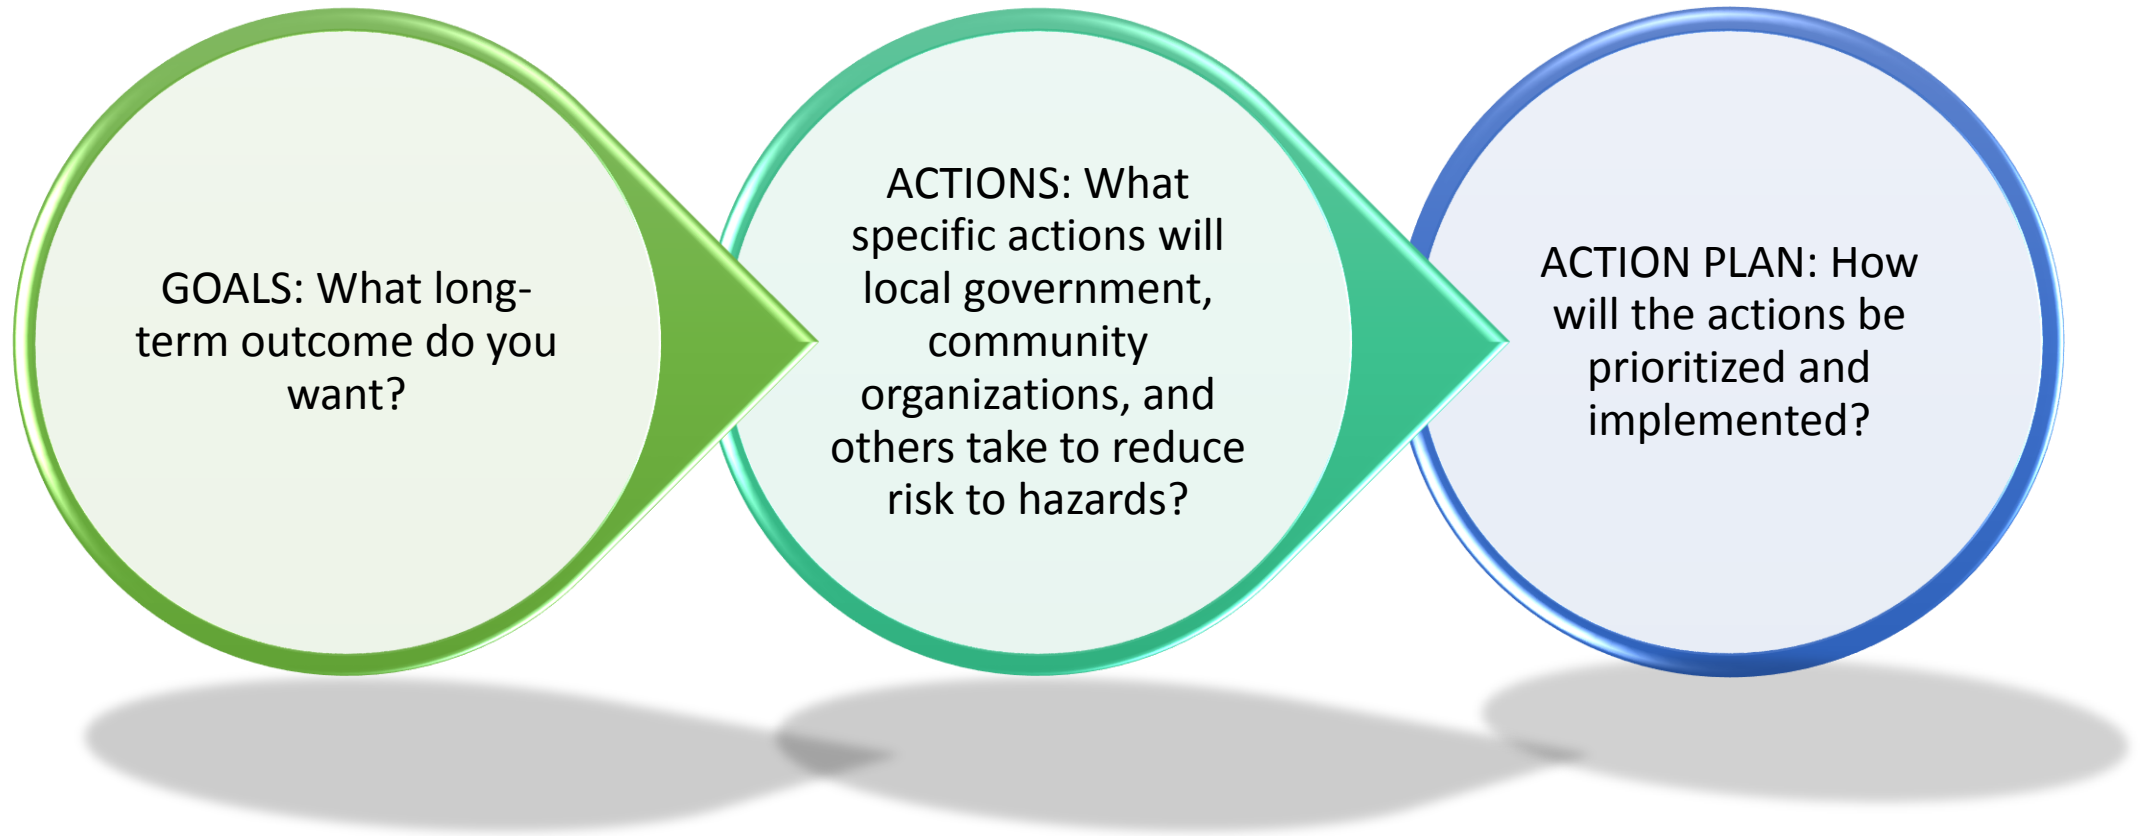 GOALS: What long-
term outcome do you
want?
ACTIONS: What
specific actions will
local government,
community
organizations, and
others take to reduce
risk to hazards?
ACTION PLAN: How
will the actions be
prioritized and
implemented?